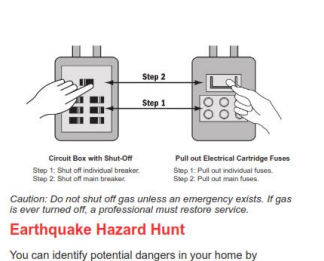 Step 2
Step 1
Circuit Box with Shut-Off
Step 1: Shut off individual breaker.
Step 2: Shut off main breaker.
Pull out Electrical Cartridge Fuses
Step 1: Pull out individual fuses.
Step 2: Pull out main fuses.
Caution: Do not shut off gas unless an emergency exists. If gas
is ever turned off, a professional must restore service.
Earthquake Hazard Hunt
You can identify potential dangers in your home by